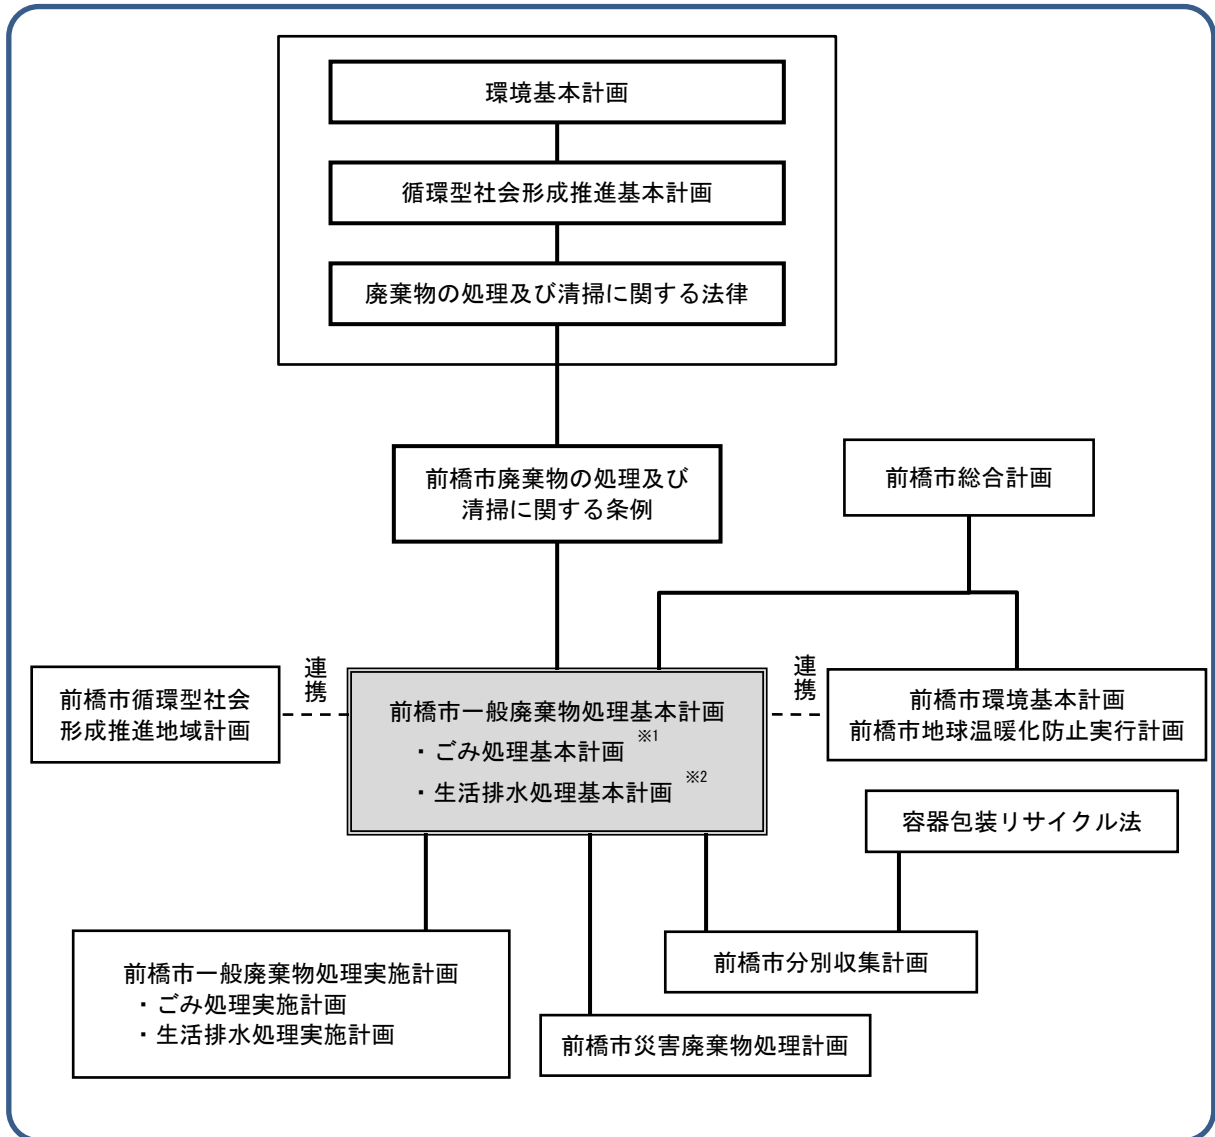 環境基本計画
循環型社会形成推進基本計画
廃棄物の処理及び清掃に関する法律
前橋市廃棄物の処理及び
清掃に関する条例
前橋市総合計画
前橋市循環型社会
形成推進地域計画
連携
前橋市一般廃棄物処理基本計画
・ごみ処理基本計画 ※1
・生活排水処理基本計画 ※2
連携
前橋市環境基本計画
前橋市地球温暖化防止実行計画
容器包装リサイクル法
前橋市一般廃棄物処理実施計画
・ごみ処理実施計画
・生活排水処理実施計画
前橋市分別収集計画
前橋市災害廃棄物処理計画